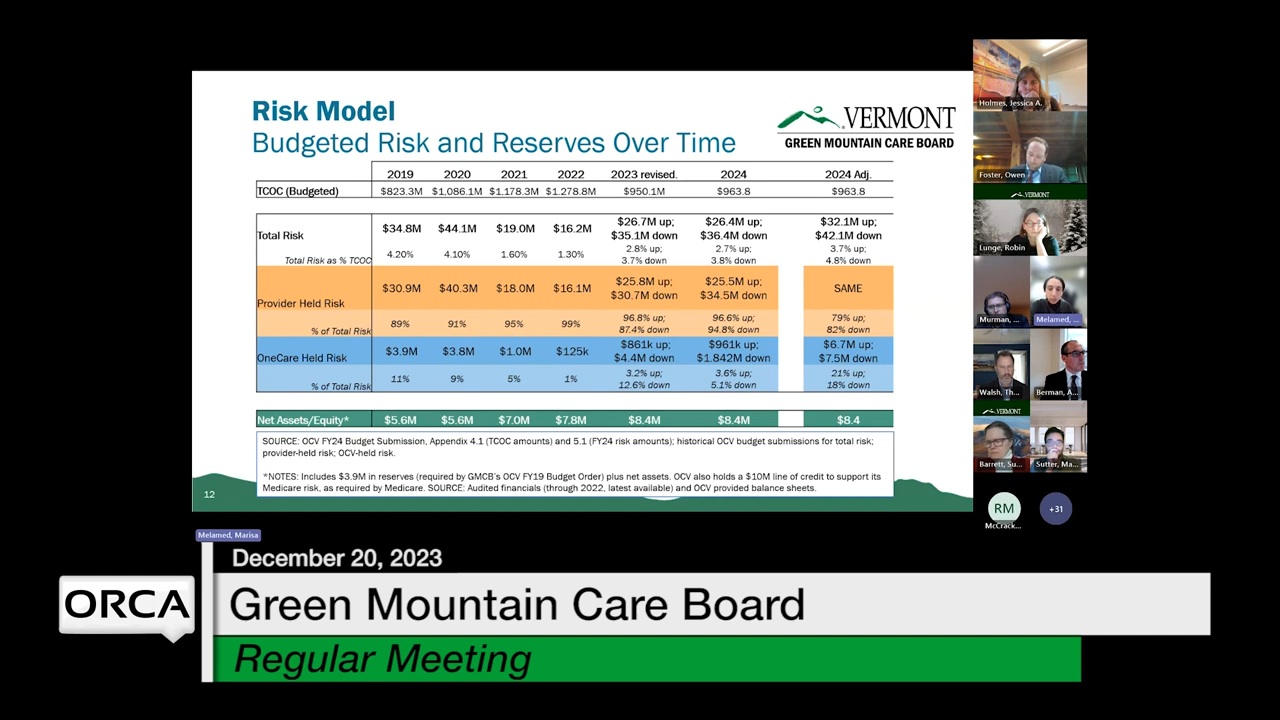 Risk Model
Budgeted Risk and Reserves Over Time
VERMONT
GREEN MOUNTAIN CARE BOARD
2019 2020 2021 2022 2023 revised. 2024 2024 Adj.
TCOC (Budgeted) $823.3M $1,086.1M $1,178.3M $1.278.8M $950.1M $963.8 $963.8
Total Risk $34.8M $44.1M $19.0M $16.2M $26.7M up; $35.1M down $26.4M up; $36.4M down $32.1M up; $42.1M down
Total Risk as % TCOC 4.20% 4.10% 1.60% 1.30% 2.8% up; 3.7% down 2.7% up; 3.8% down 3.7% up; 4.8% down
Provider Held Risk $30.9M $40.3M $18.0M $16.1M $25.8M up; $30.7M down $25.5M up; $34.5M down SAME
% of Total Risk 89% 91% 95% 99% 96.8% up; 87.4% down 96.6% up; 94.8% down 79% up; 82% down
OneCare Held Risk $3.9M $3.8M $1.0M $125k $861k up; $4.4M down $961k up; $1.842M down $6.7M up; $7.5M down
% of Total Risk 11% 9% 5% 1% 3.2% up; 12.6% down 3.6% up; 5.1% down 21% up; 18% down
Net Assets/Equity* $5.6M $5.6M $7.0M $7.8M $8.4M $8.4M $8.4
SOURCE: OCV FY24 Budget Submission, Appendix 4.1 (TCOC amounts) and 5.1 (FY24 risk amounts); historical OCV budget submissions for total risk;
provider-held risk; OCV-held risk.
*NOTES: Includes $3.9M in reserves (required by GMCB's OCV FY19 Budget Order) plus net assets. OCV also holds a $10M line of credit to support its
Medicare risk, as required by Medicare. SOURCE: Audited financials (through 2022, latest available) and OCV provided balance sheets.
12
Holmes, Jessica A.
Foster, Owen
VERMONT
Lunge, Robin
Murman, ...
Melamed, ...
Walsh, Th...
Berman, A...
VERMONT
Barrett, Su...
Sutter, Ma...
RM
McCrack...
+31
Melamed, Marisa
December 20, 2023
ORCA
Green Mountain Care Board
Regular Meeting